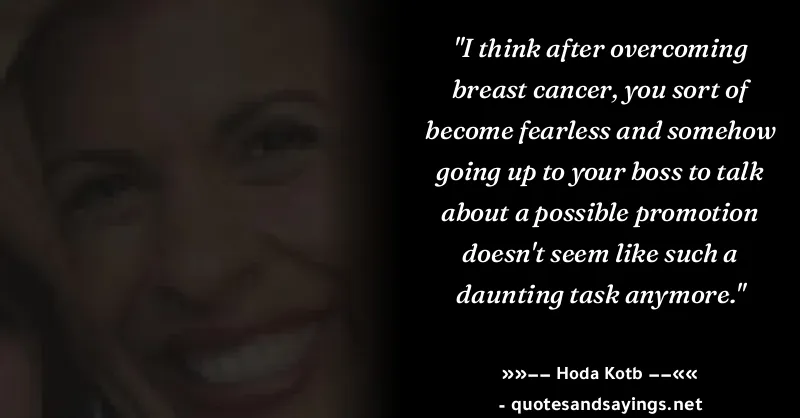 "I think after overcoming
breast cancer, you sort of
become fearless and somehow
going up to your boss to talk
about a possible promotion
doesn't seem like such a
daunting task anymore."
»»−− Hoda Kotb −−««
- quotesandsayings.net